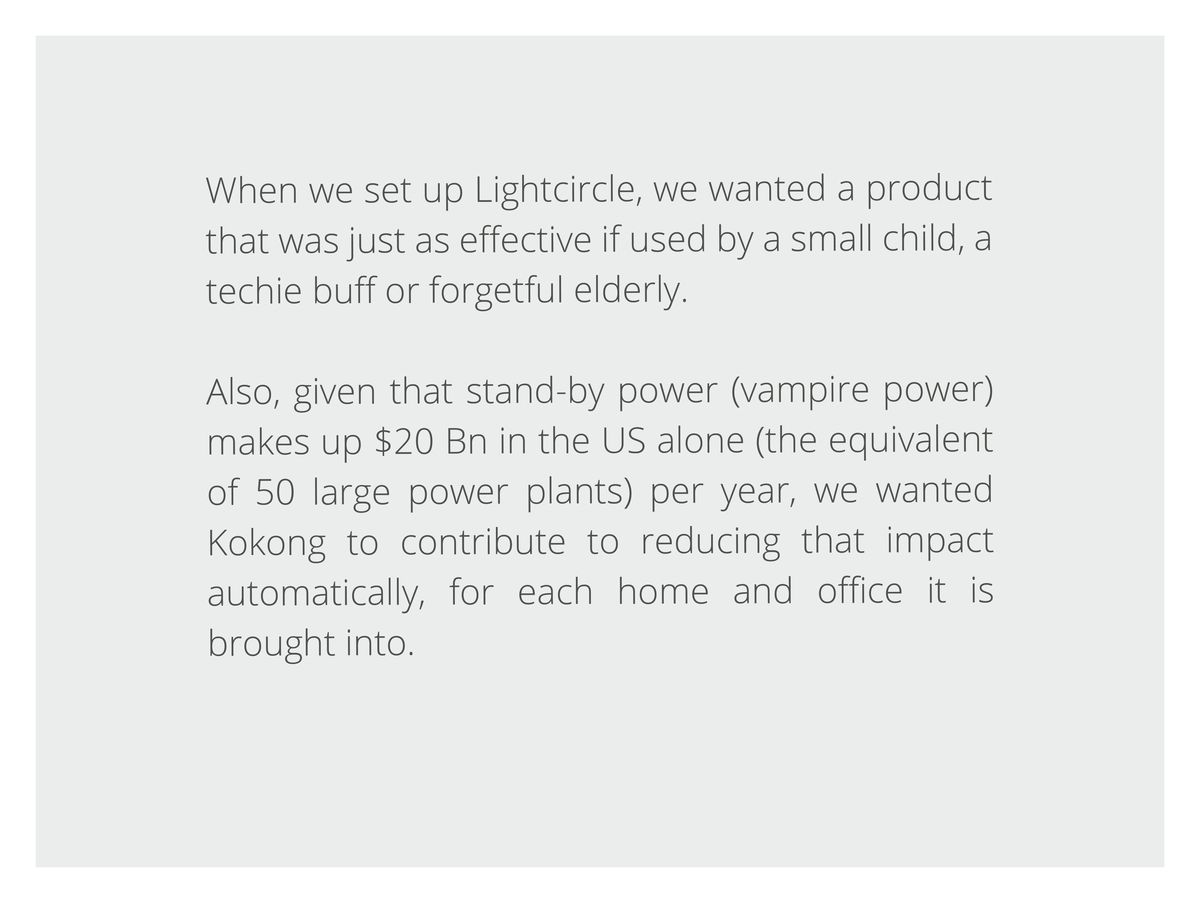 When we set up Lightcircle, we wanted a product
that was just as effective if used by a small child, a
techie buff or forgetful elderly.
Also, given that stand-by power (vampire power)
makes up $20 Bn in the US alone (the equivalent
of 50 large power plants) per year, we wanted
Kokong to contribute to reducing that impact
automatically, for each home and office it is
brought into.